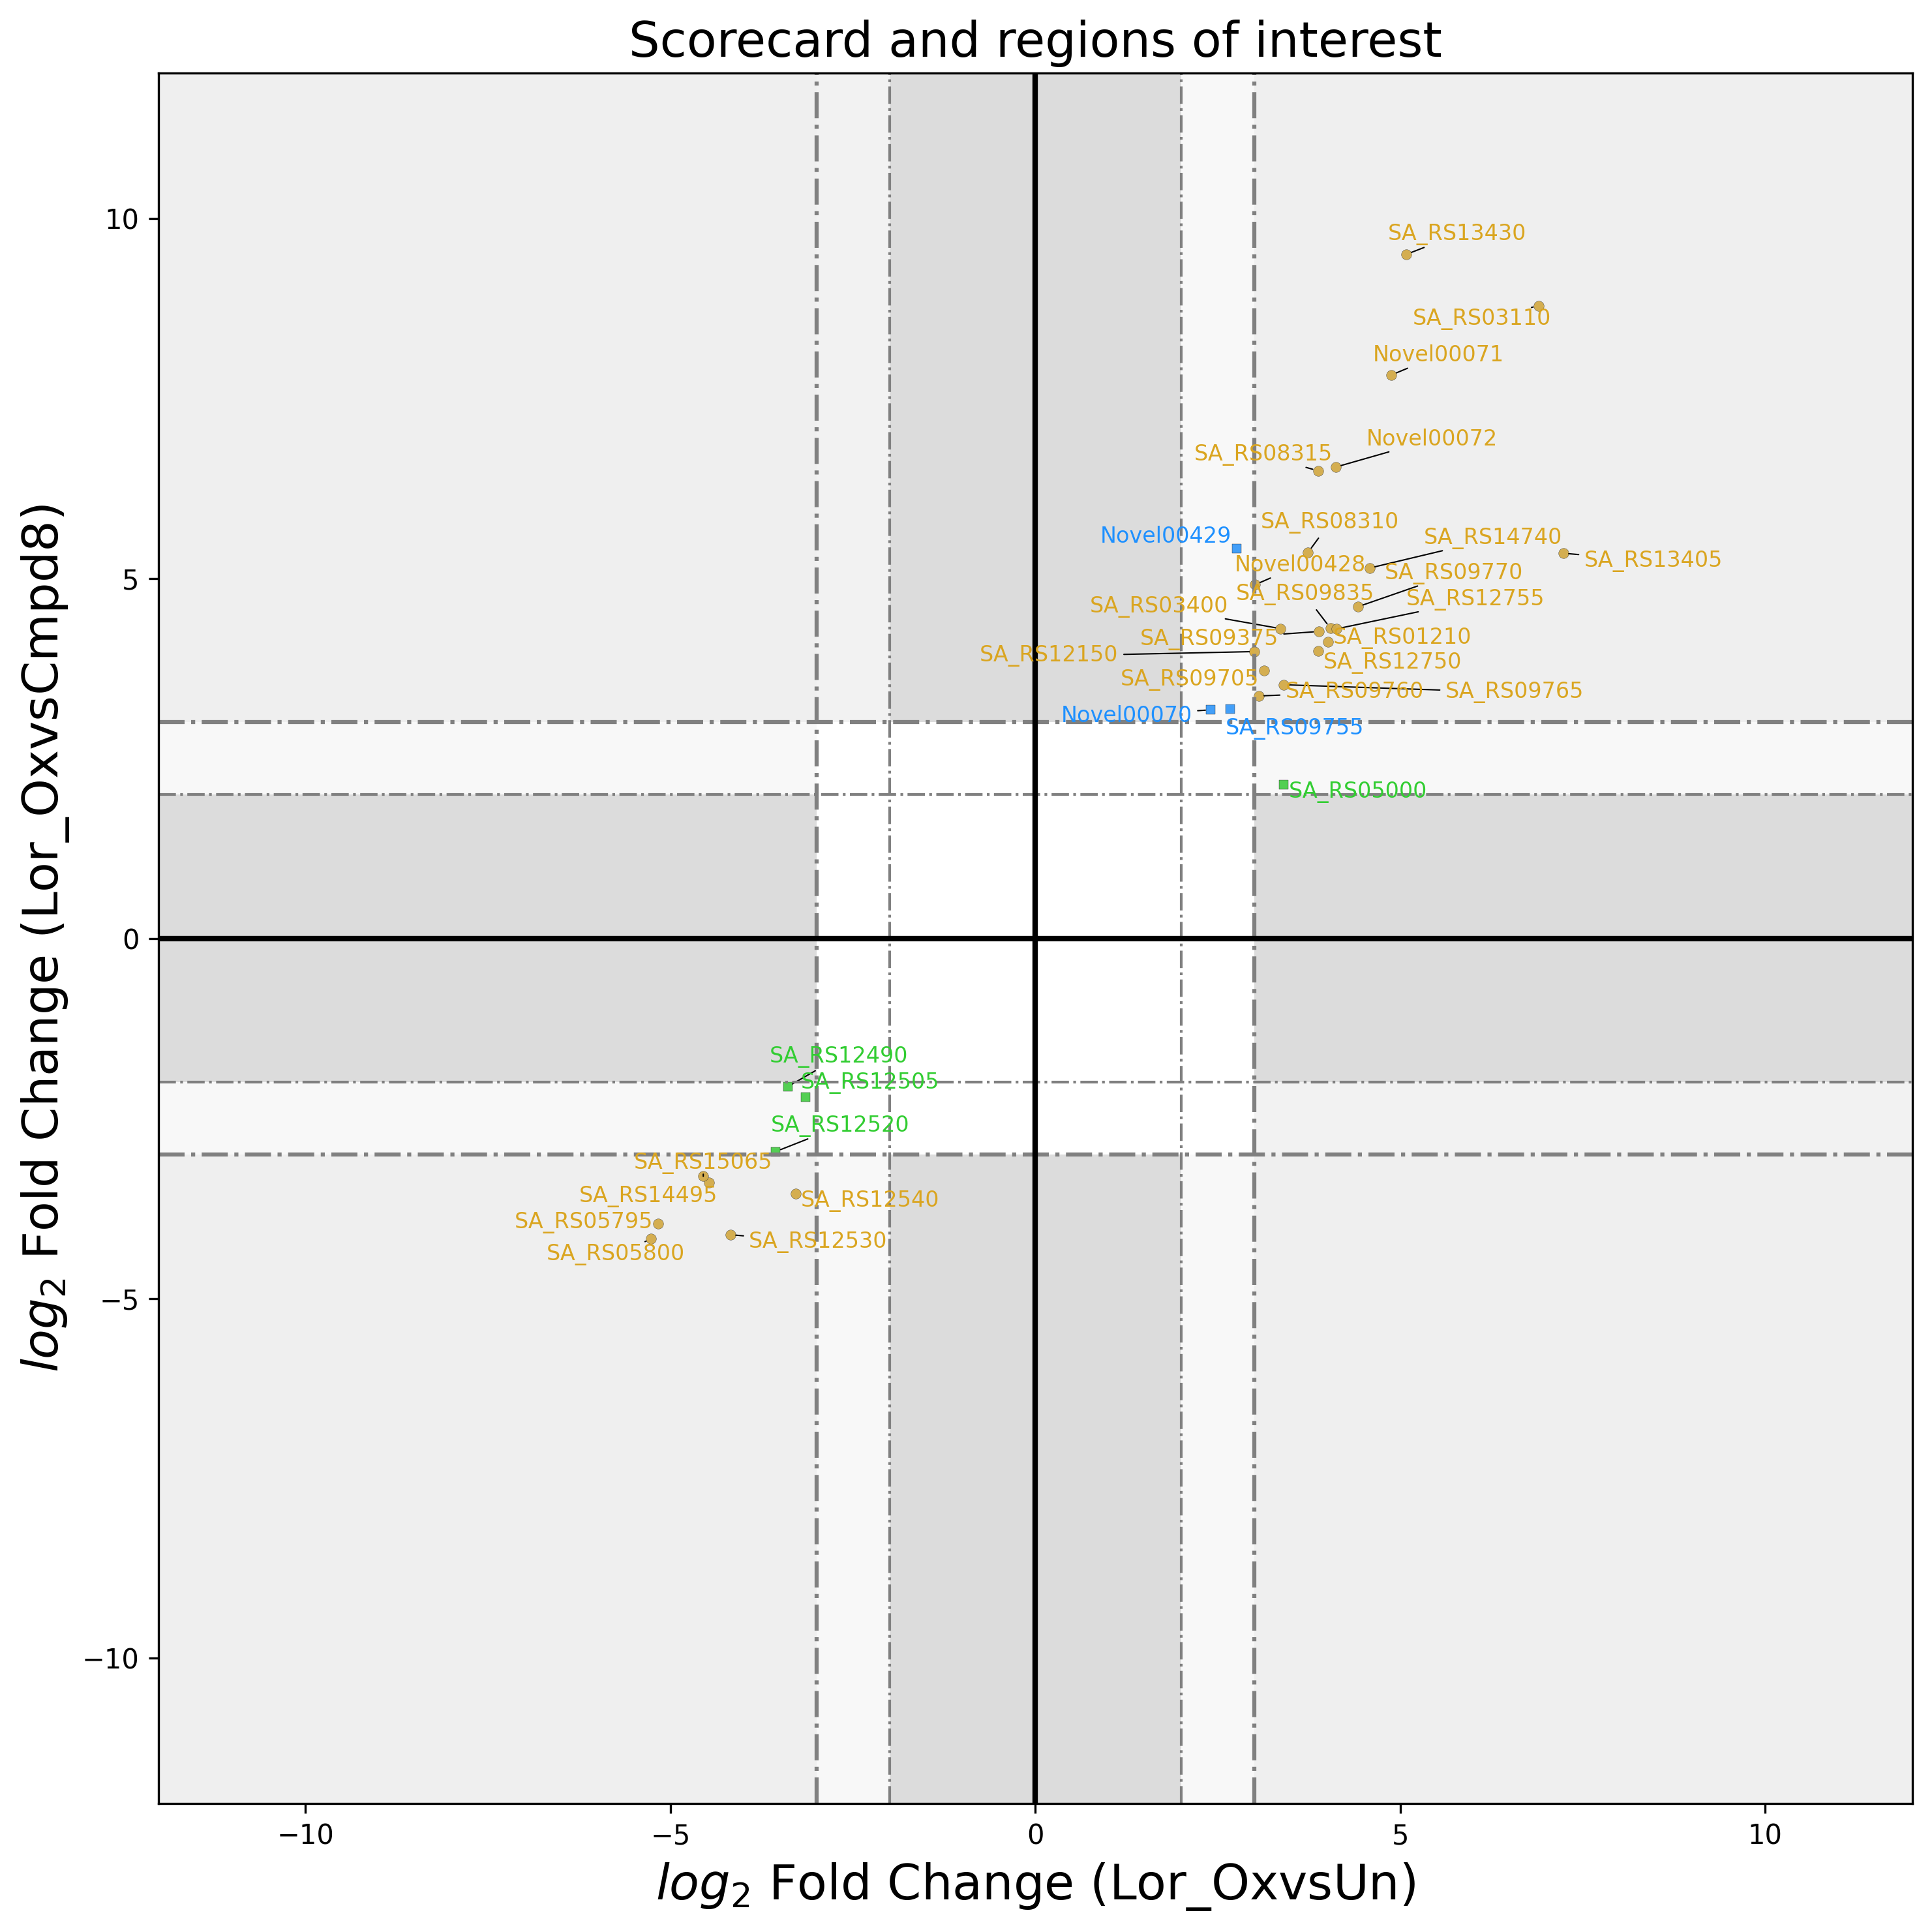 Scorecard and regions of interest
log2 Fold Change (Lor_OxvsCmpd8)
10
5
0
−5
−10
SA_RS13430
SA_RS03110
Novel00071
Novel00072
SA_RS08315
SA_RS08310
Novel00429
SA_RS14740
SA_RS13405
Novel00428
SA_RS09770
SA_RS09835
SA_RS12755
SA_RS03400
SA_RS09375
SA_RS01210
SA_RS12150
SA_RS12750
SA_RS09705
SA_RS09760
SA_RS09765
Novel00070
SA_RS09755
SA_RS05000
SA_RS12490
SA_RS12505
SA_RS12520
SA_RS15065
SA_RS14495
SA_RS12540
SA_RS05795
SA_RS12530
SA_RS05800
−10
−5
0
5
10
log2 Fold Change (Lor_OxvsUn)